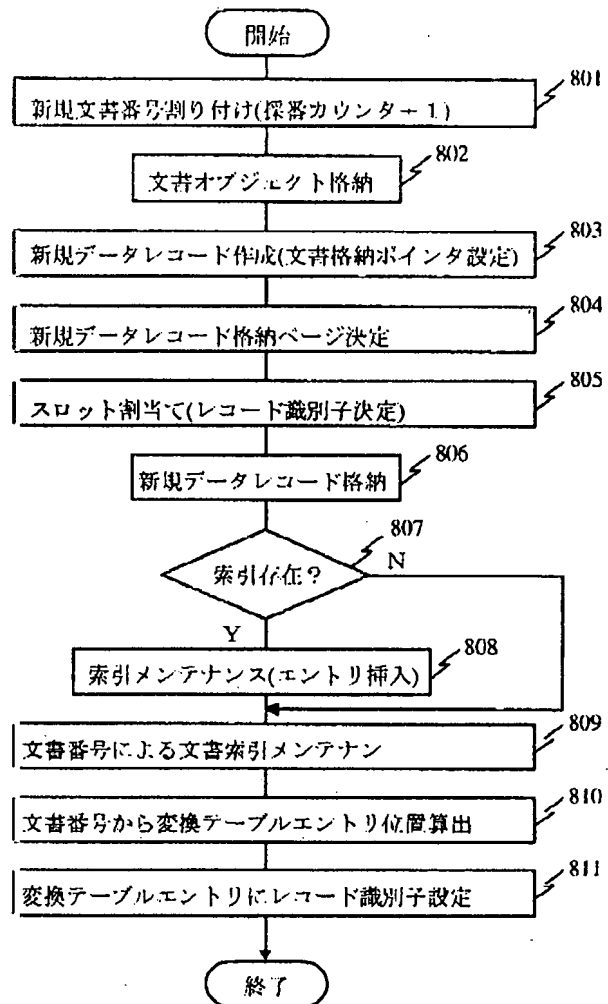 開始
801
新規文書番号割り付け(採番カウンタ+1)
802
文書オブジェクト格納
803
新規データレコード作成(文書格納ポインタ設定)
804
新規データレコード格納ページ決定
805
スロット割当て(レコード識別子決定)
806
新規データレコード格納
807
索引存在?
N
Y
808
索引メンテナンス(エントリ挿入)
809
文書番号による文書索引メンテナン
810
文書番号から変換テーブルエントリ位置算出
811
変換テーブルエントリにレコード識別子設定
終了